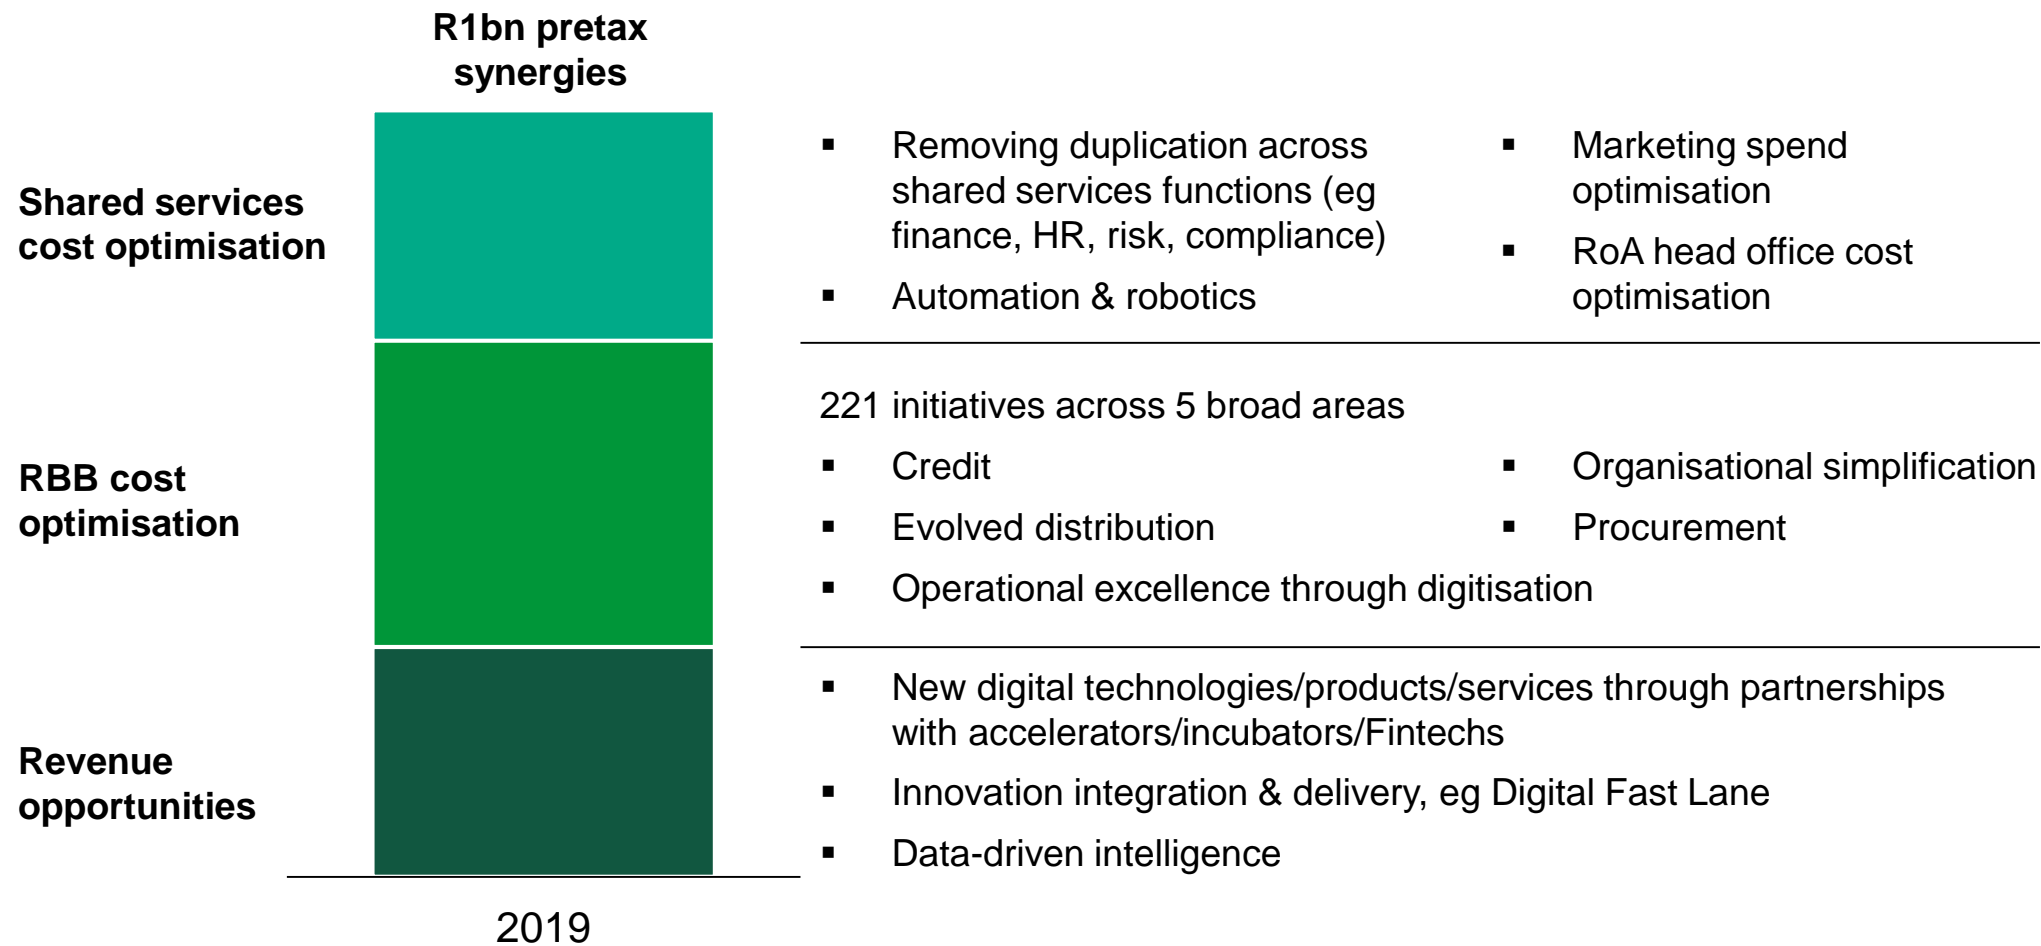 R1bn pretax
synergies
Shared services
cost optimisation
▪ Removing duplication across
shared services functions (eg
finance, HR, risk, compliance)
▪ Automation & robotics
▪ Marketing spend
optimisation
▪ RoA head office cost
optimisation
RBB cost
optimisation
221 initiatives across 5 broad areas
▪ Credit
▪ Evolved distribution
▪ Operational excellence through digitisation
▪ Organisational simplification
▪ Procurement
Revenue
opportunities
▪ New digital technologies/products/services through partnerships
with accelerators/incubators/Fintechs
▪ Innovation integration & delivery, eg Digital Fast Lane
▪ Data-driven intelligence
2019